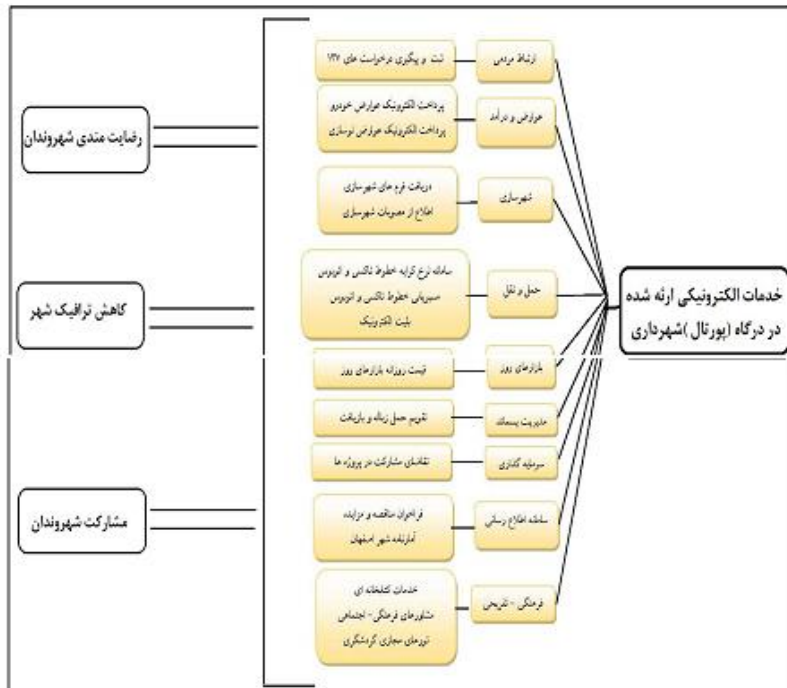 خدمات الکترونیکی ارئه شده
در درگاه (پورتال)شهرداری
ارتباط مردمی
ثبت و پیگیری درخواست های ۱۳۷
عوارض و درآمد
پرداخت الکترونیک عوارض خودرو
پرداخت الکترونیک عوارض نوسازی
شهرسازی
دریافت فرم های شهرسازی
اطلاع از مصوبات شهرسازی
حمل و نقل
سامانه نرخ کرایه خطوط تاکسی و اتوبوس
مسیریابی خطوط تاکسی و اتوبوس
بلیت الکترونیک
بازارهای روز
قیمت روزانه بازارهای روز
مدیریت پسماند
تقویم حمل زباله و بازیافت
سرمایه گذاری
تقاضای مشارکت در پروژه ها
سامانه اطلاع رسانی
فراخوان مناقصه و مزایده
آمارنامه شهر اصفهان
فرهنگی - تفریحی
خدمات کتابخانه ای
مشاورهای فرهنگی- اجتماعی
تورهای مجازی گردشگری
رضایت مندی شهروندان
کاهش ترافیک شهر
مشارکت شهروندان